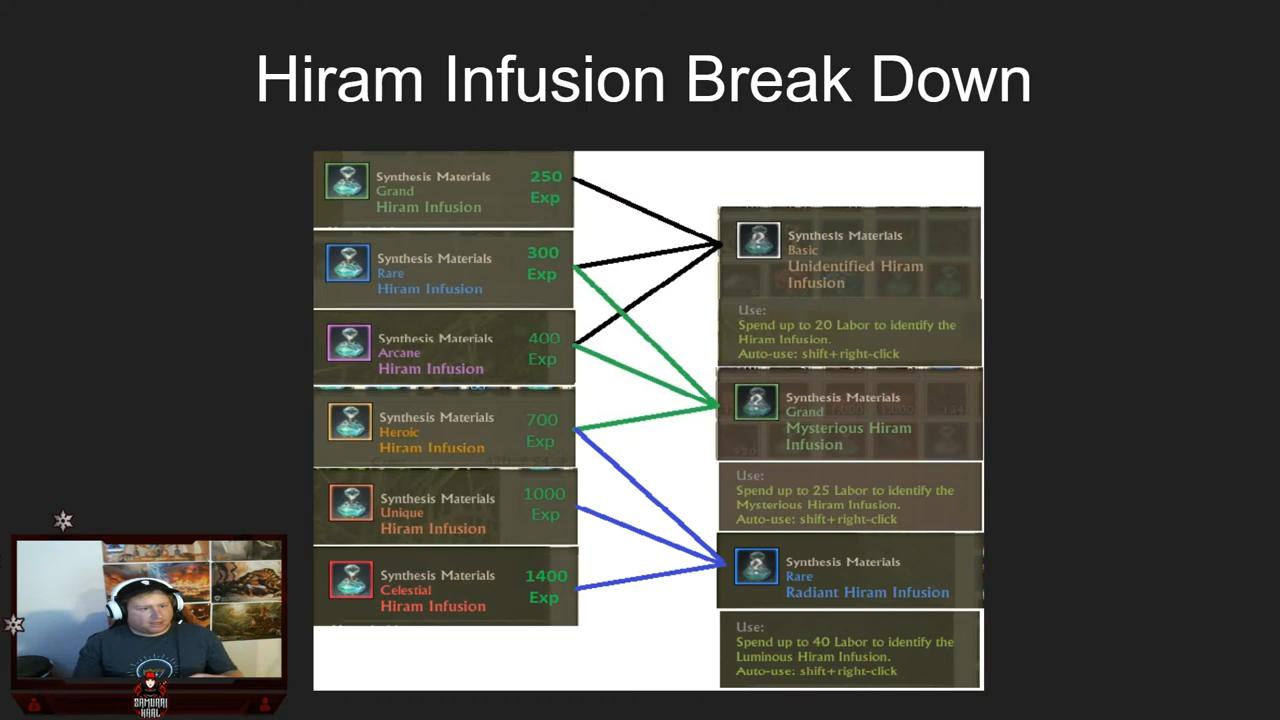 Hiram Infusion Break Down
Synthesis Materials
Grand
Hiram Infusion
250
Exp
Synthesis Materials
Rare
Hiram Infusion
300
Exp
Synthesis Materials
Arcane
Hiram Infusion
400
Exp
Synthesis Materials
Heroic
Hiram Infusion
700
Exp
Synthesis Materials
Unique
Hiram Infusion
1000
Exp
Synthesis Materials
Celestial
Hiram Infusion
1400
Exp
Synthesis Materials
Basic
Unidentified Hiram
Infusion
Use:
Spend up to 20 Labor to identify the
Hiram Infusion.
Auto-use: shift+right-click
Synthesis Materials
Grand
Mysterious Hiram
Infusion
Use:
Spend up to 25 Labor to identify the
Mysterious Hiram Infusion.
Auto-use: shift+right-click
Synthesis Materials
Rare
Radiant Hiram Infusion
Use:
Spend up to 40 Labor to identify the
Luminous Hiram Infusion.
Auto-use: shift+right-click
SAMURAI